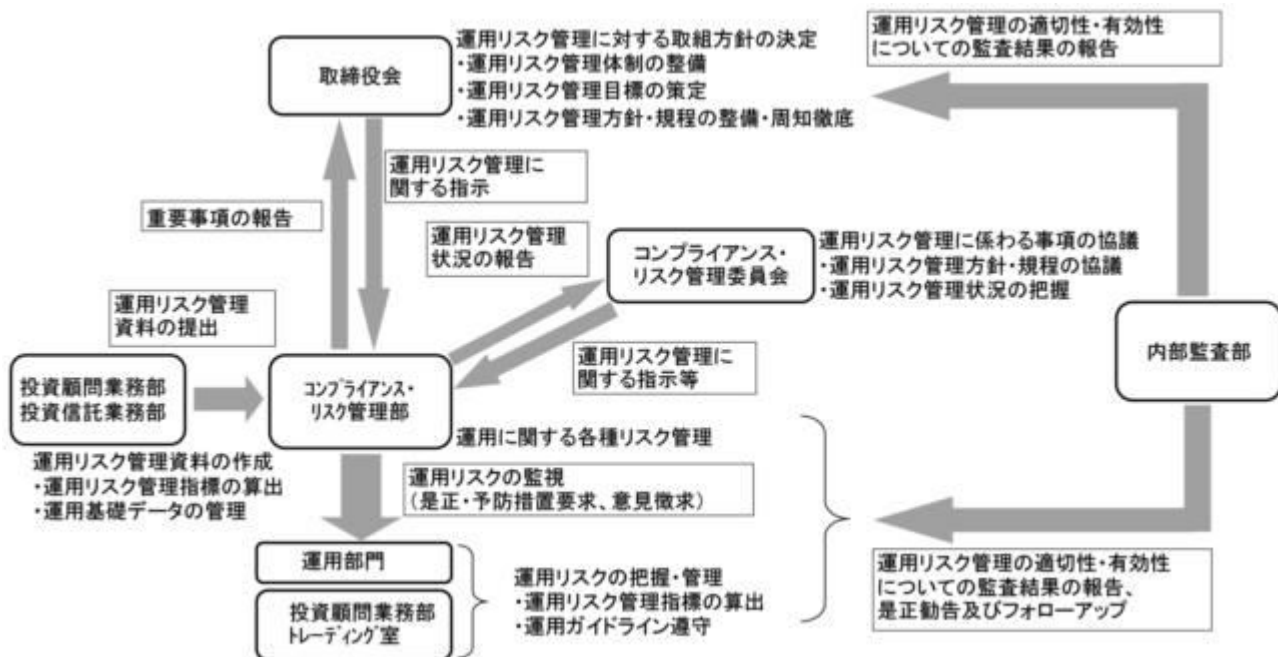 取締役会
運用リスク管理に対する取組方針の決定
・運用リスク管理体制の整備
・運用リスク管理目標の策定
・運用リスク管理方針・規程の整備・周知徹底
運用リスク管理の適切性・有効性
についての監査結果の報告
運用リスク管理に
関する指示
重要事項の報告
運用リスク管理
状況の報告
コンプライアンス・
リスク管理委員会
運用リスク管理に係わる事項の協議
・運用リスク管理方針・規程の協議
・運用リスク管理状況の把握
運用リスク管理
資料の提出
内部監査部
運用リスク管理に
関する指示等
投資顧問業務部
投資信託業務部
コンプライアンス・
リスク管理部
運用に関する各種リスク管理
運用リスク管理資料の作成
・運用リスク管理指標の算出
・運用基礎データの管理
運用リスクの監視
（是正・予防措置要求、意見徴求）
運用部門
投資顧問業務部
トレーディング室
運用リスクの把握・管理
・運用リスク管理指標の算出
・運用ガイドライン遵守
運用リスク管理の適切性・有効性
についての監査結果の報告、
是正勧告及びフォローアップ